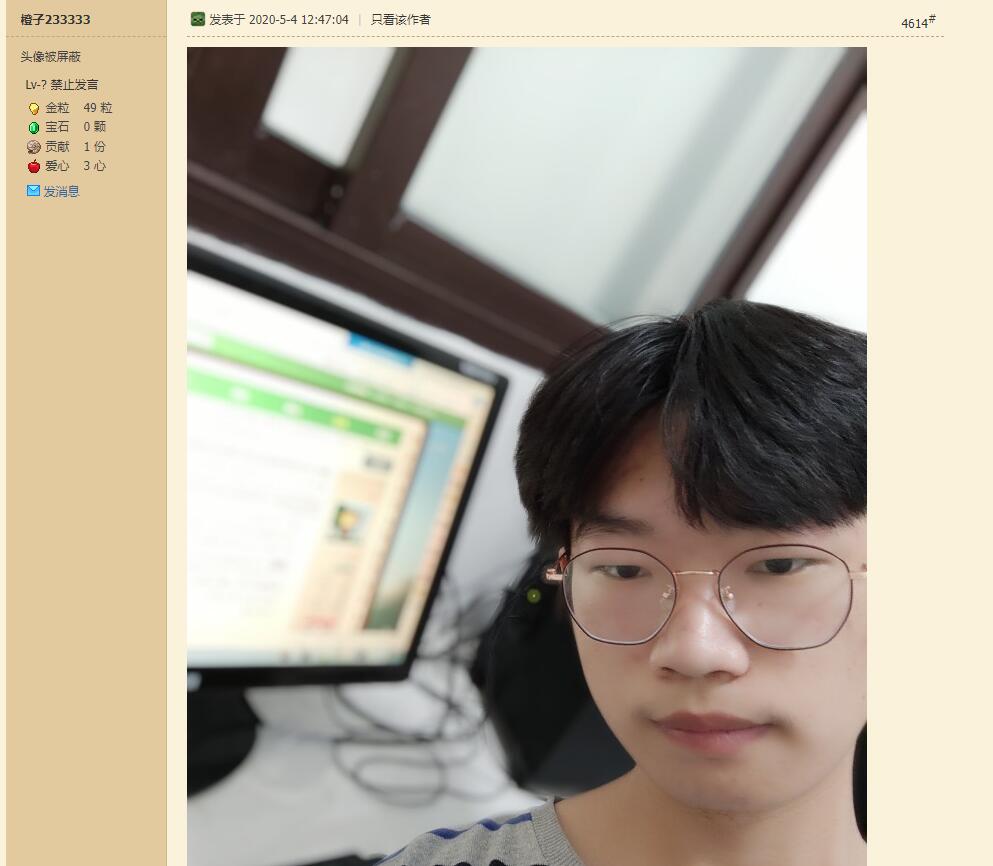 橙子233333
发表于 2020-5-4 12:47:04 | 只看该作者
4614#
头像被屏蔽
Lv-? 禁止发言
金粒 49 粒
宝石 0 颗
贡献 1 份
爱心 3 心
发消息